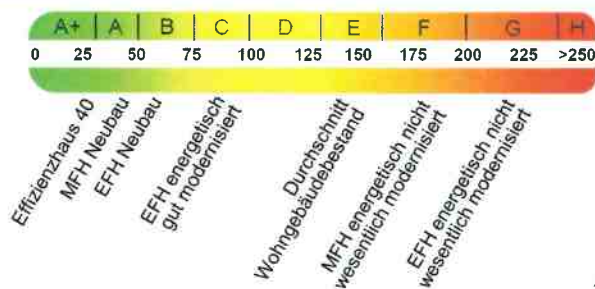 A+ A B C D E F G H
0 25 50 75 100 125 150 175 200 225 >250
Effizienzhaus 40
MFH Neubau
EFH Neubau
EFH energetisch
gut modernisiert
Durchschnitt
Wohngebäudebestand
MFH energetisch nicht
wesentlich modernisiert
EFH energetisch nicht
wesentlich modernisiert